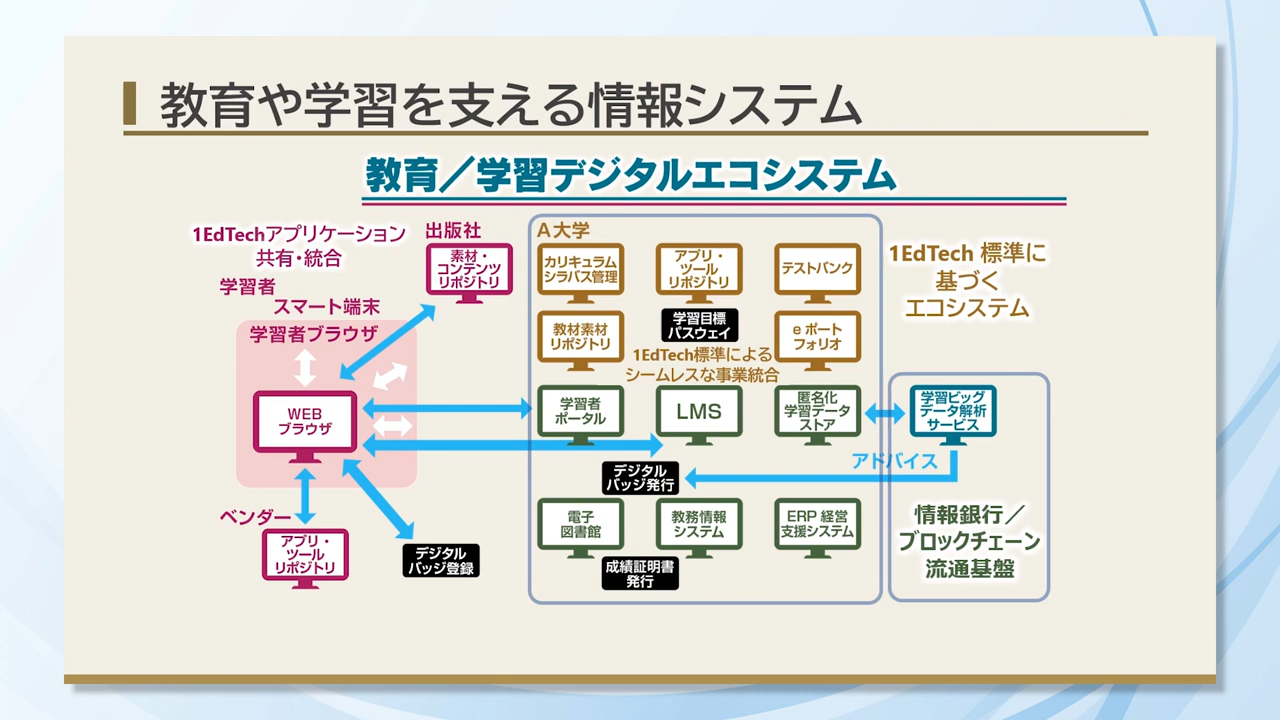 教育や学習を支える情報システム
教育／学習デジタルエコシステム
1EdTechアプリケーション
共有・統合
学習者
スマート端末
学習者ブラウザ
WEB
ブラウザ
ベンダー
アプリ・
ツール
リポジトリ
デジタル
バッジ登録
出版社
素材・
コンテンツ
リポジトリ
A大学
カリキュラム
シラバス管理
アプリ・
ツール
リポジトリ
テストバンク
学習目標
パスウェイ
教材素材
リポジトリ
e ポート
フォリオ
1EdTech標準による
シームレスな事業統合
学習者
ポータル
LMS
匿名化
学習データ
ストア
デジタル
バッジ発行
電子
図書館
教務情報
システム
ERP 経営
支援システム
成績証明書
発行
1EdTech 標準に
基づく
エコシステム
学習ビッグ
データ解析
サービス
アドバイス
情報銀行／
ブロックチェーン
流通基盤